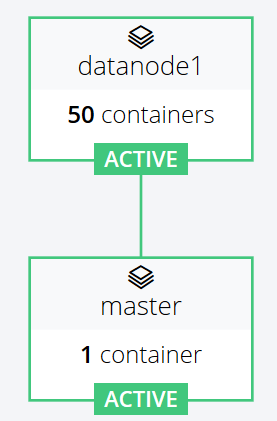 datanode1
50 containers
ACTIVE
master
1 container
ACTIVE